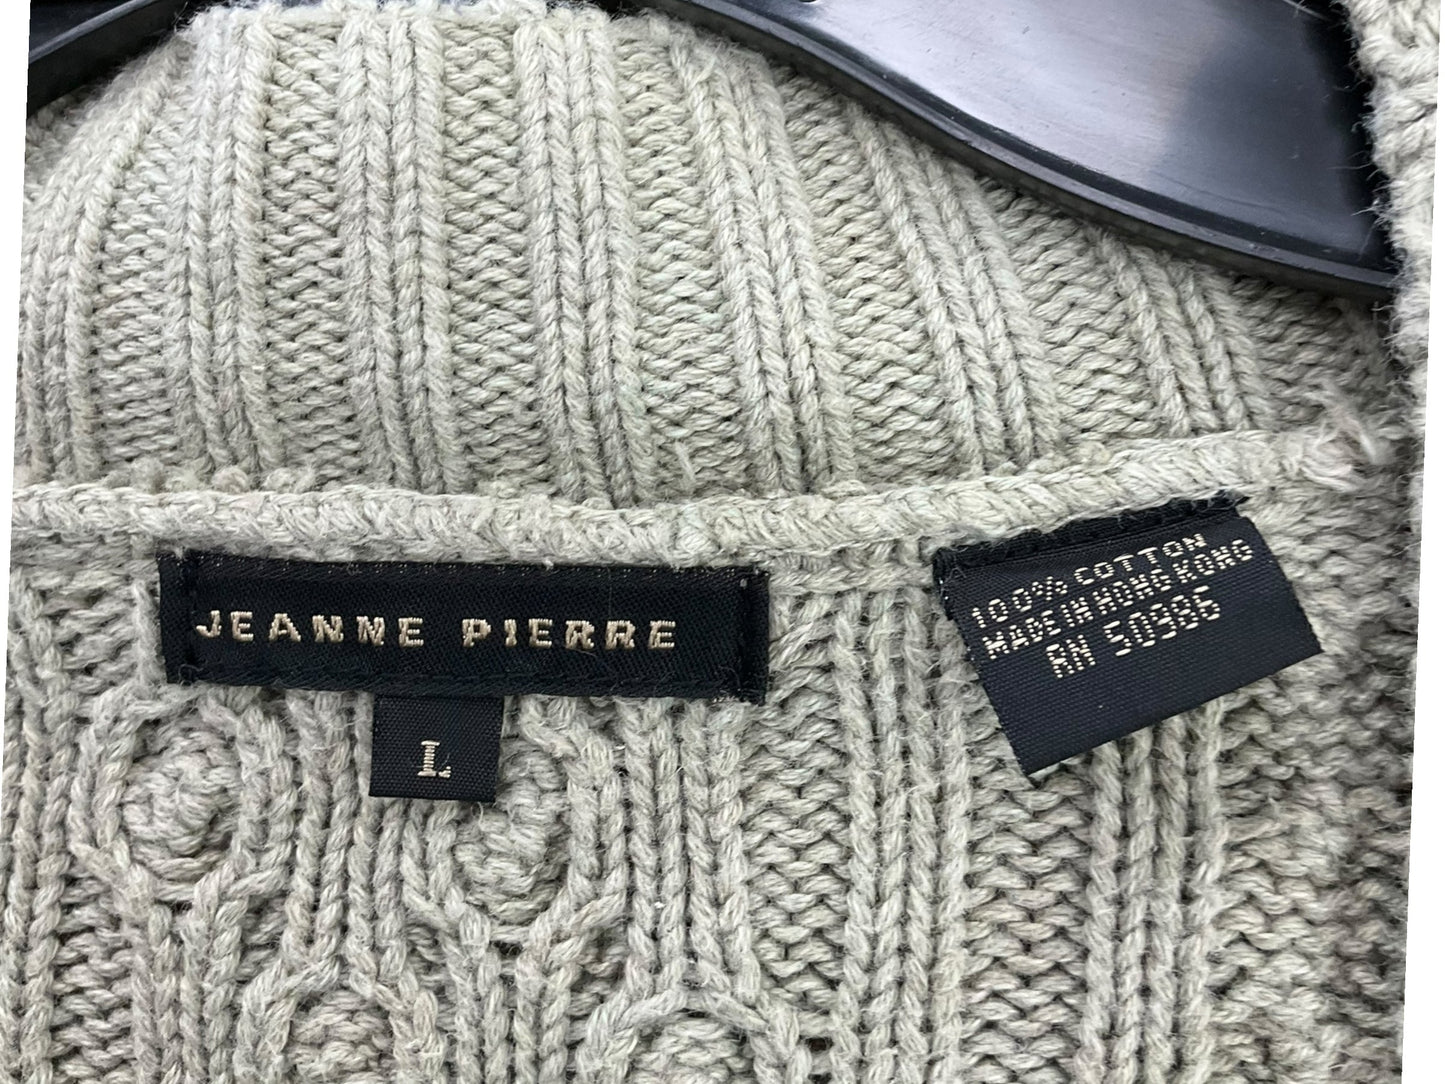 JEANNE PIERRE
L
100% COTTON
MADE IN HONG KONG
RN 50986